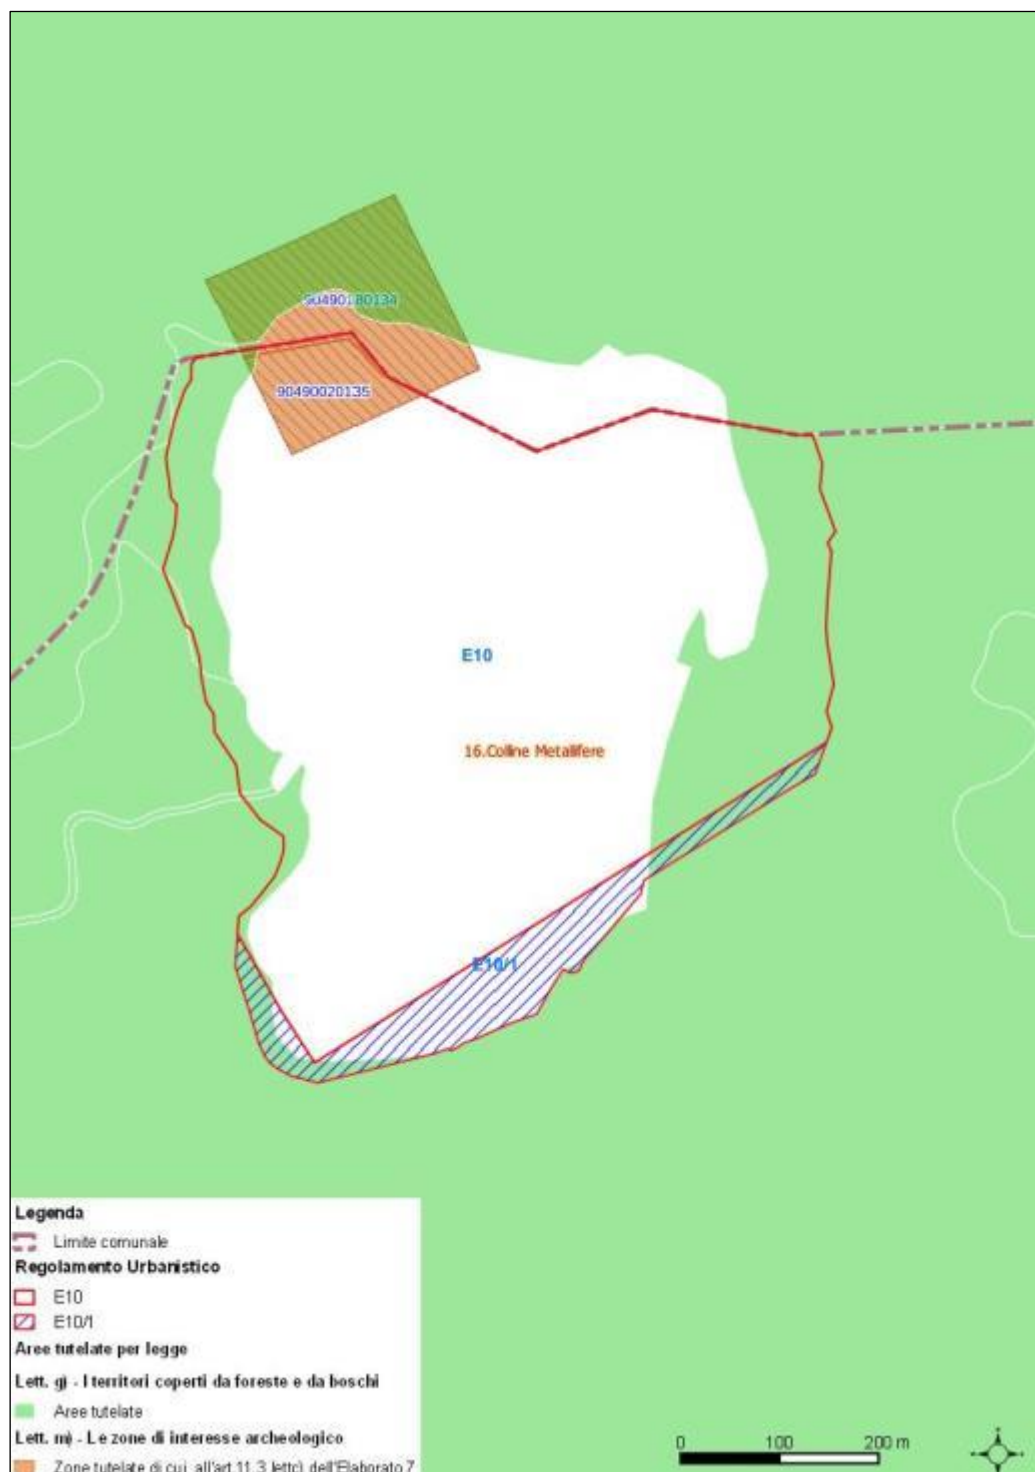 90490180134
90490020135
E10
16.Colline Metallifere
E10/1
Legenda
Limite comunale
Regolamento Urbanistico
E10
E10/1
Aree tutelate per legge
Lett. g) - I territori coperti da foreste e da boschi
Aree tutelate
Lett. m) - Le zone di interesse archeologico
Zone tutelate di cui all'art 11.3 lett c) dell'Elaborato 7
0 100 200 m